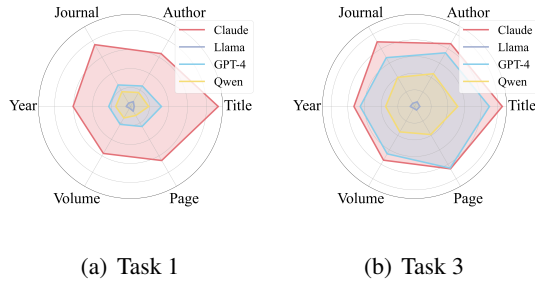 Journal
Author
Title
Year
Volume
Page
Claude
Llama
GPT-4
Qwen
(a) Task 1
Journal
Author
Title
Year
Volume
Page
Claude
Llama
GPT-4
Qwen
(b) Task 3